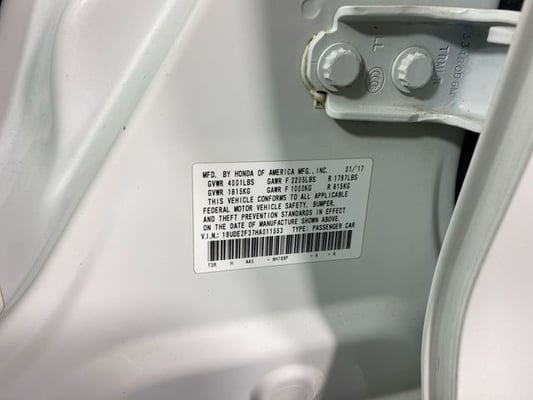 MFD. BY HONDA OF AMERICA MFG., INC. 01/'17
GVWR 4001LBS GAWR F 2205LBS R 1797LBS
GVWR 1815KG GAWR F 1000KG R 815KG
THIS VEHICLE CONFORMS TO ALL APPLICABLE
FEDERAL MOTOR VEHICLE SAFETY, BUMPER,
AND THEFT PREVENTION STANDARDS IN EFFECT
ON THE DATE OF MANUFACTURE SHOWN ABOVE.
V.I.N.: 19UDE2F37HA011553 TYPE: PASSENGER CAR
T3R H AA5 - NH788P - A - X